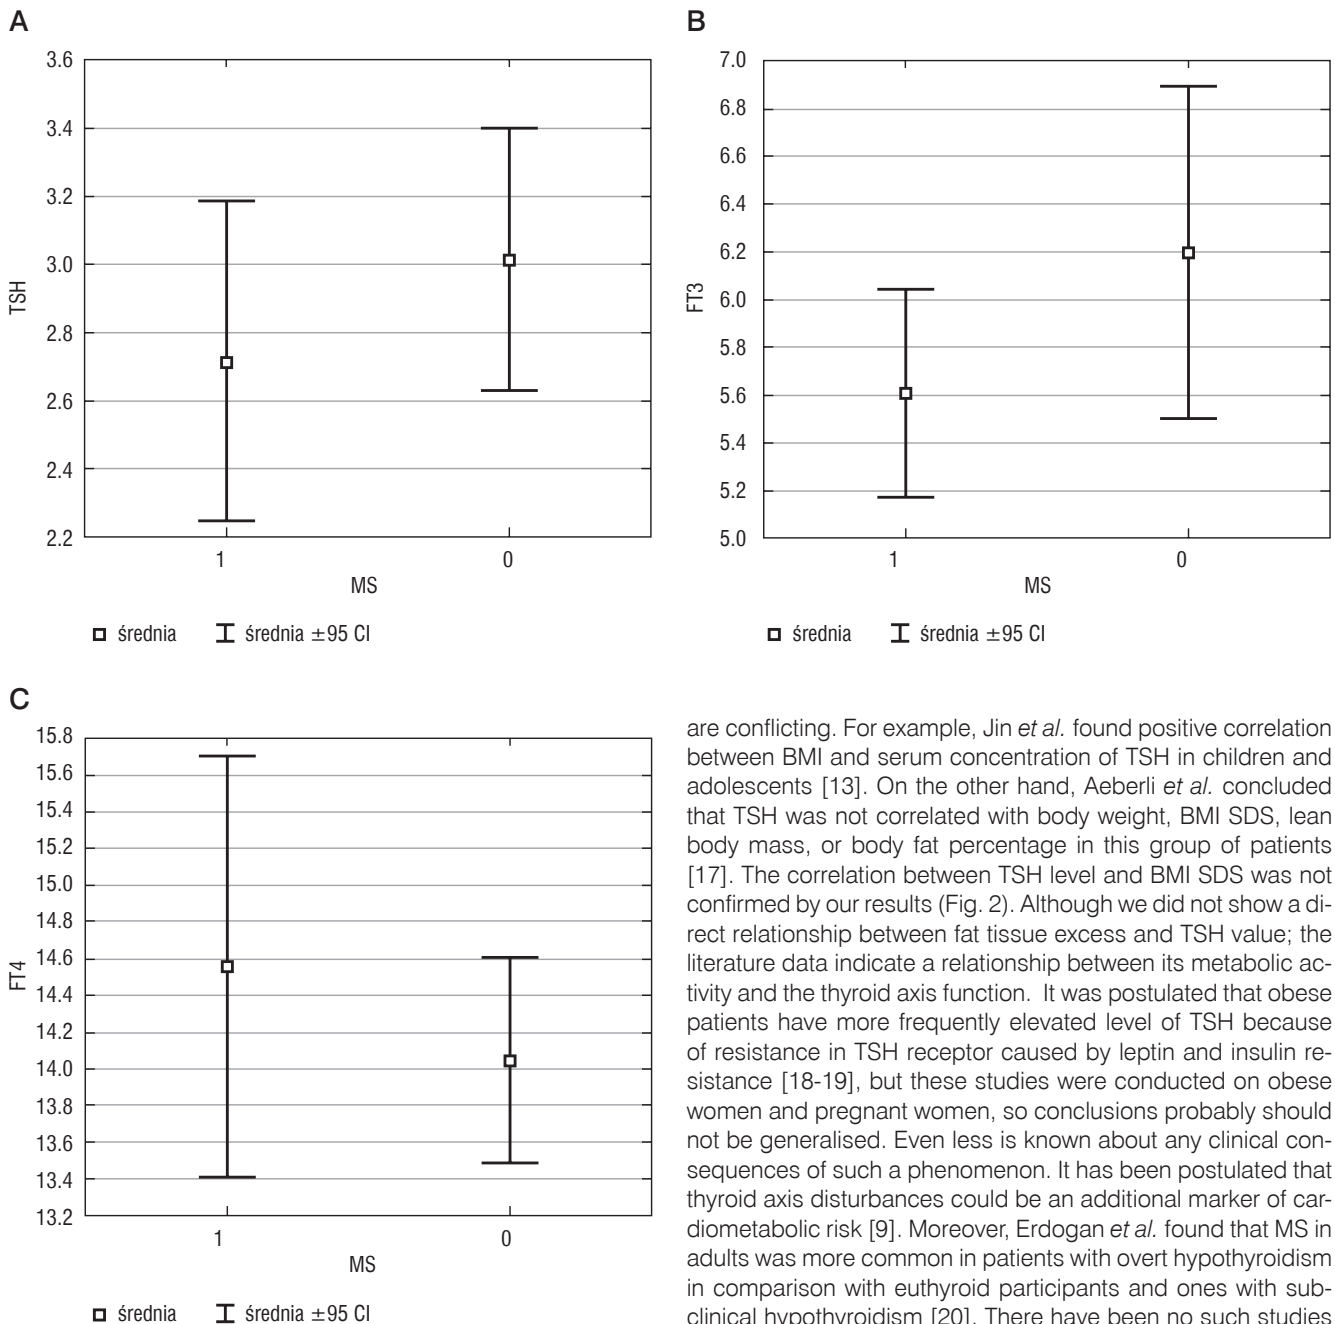 A
3.6
3.4
3.2
3.0
2.8
2.6
2.4
2.2
TSH
1 0
MS
średnia średnia ±95 CI
B
7.0
6.8
6.6
6.4
6.2
6.0
5.8
5.6
5.4
5.2
5.0
FT3
1 0
MS
średnia średnia ±95 CI
C
15.8
15.6
15.4
15.2
15.0
14.8
14.6
14.4
14.2
14.0
13.8
13.6
13.4
13.2
FT4
1 0
MS
średnia średnia ±95 CI
are conflicting. For example, Jin et al. found positive correlation
between BMI and serum concentration of TSH in children and
adolescents [13]. On the other hand, Aeberli et al. concluded
that TSH was not correlated with body weight, BMI SDS, lean
body mass, or body fat percentage in this group of patients
[17]. The correlation between TSH level and BMI SDS was not
confirmed by our results (Fig. 2). Although we did not show a di-
rect relationship between fat tissue excess and TSH value; the
literature data indicate a relationship between its metabolic ac-
tivity and the thyroid axis function. It was postulated that obese
patients have more frequently elevated level of TSH because
of resistance in TSH receptor caused by leptin and insulin re-
sistance [18-19], but these studies were conducted on obese
women and pregnant women, so conclusions probably should
not be generalised. Even less is known about any clinical con-
sequences of such a phenomenon. It has been postulated that
thyroid axis disturbances could be an additional marker of car-
diometabolic risk [9]. Moreover, Erdogan et al. found that MS in
adults was more common in patients with overt hypothyroidism
in comparison with euthyroid participants and ones with sub-
clinical hypothyroidism [20]. There have been no such studies